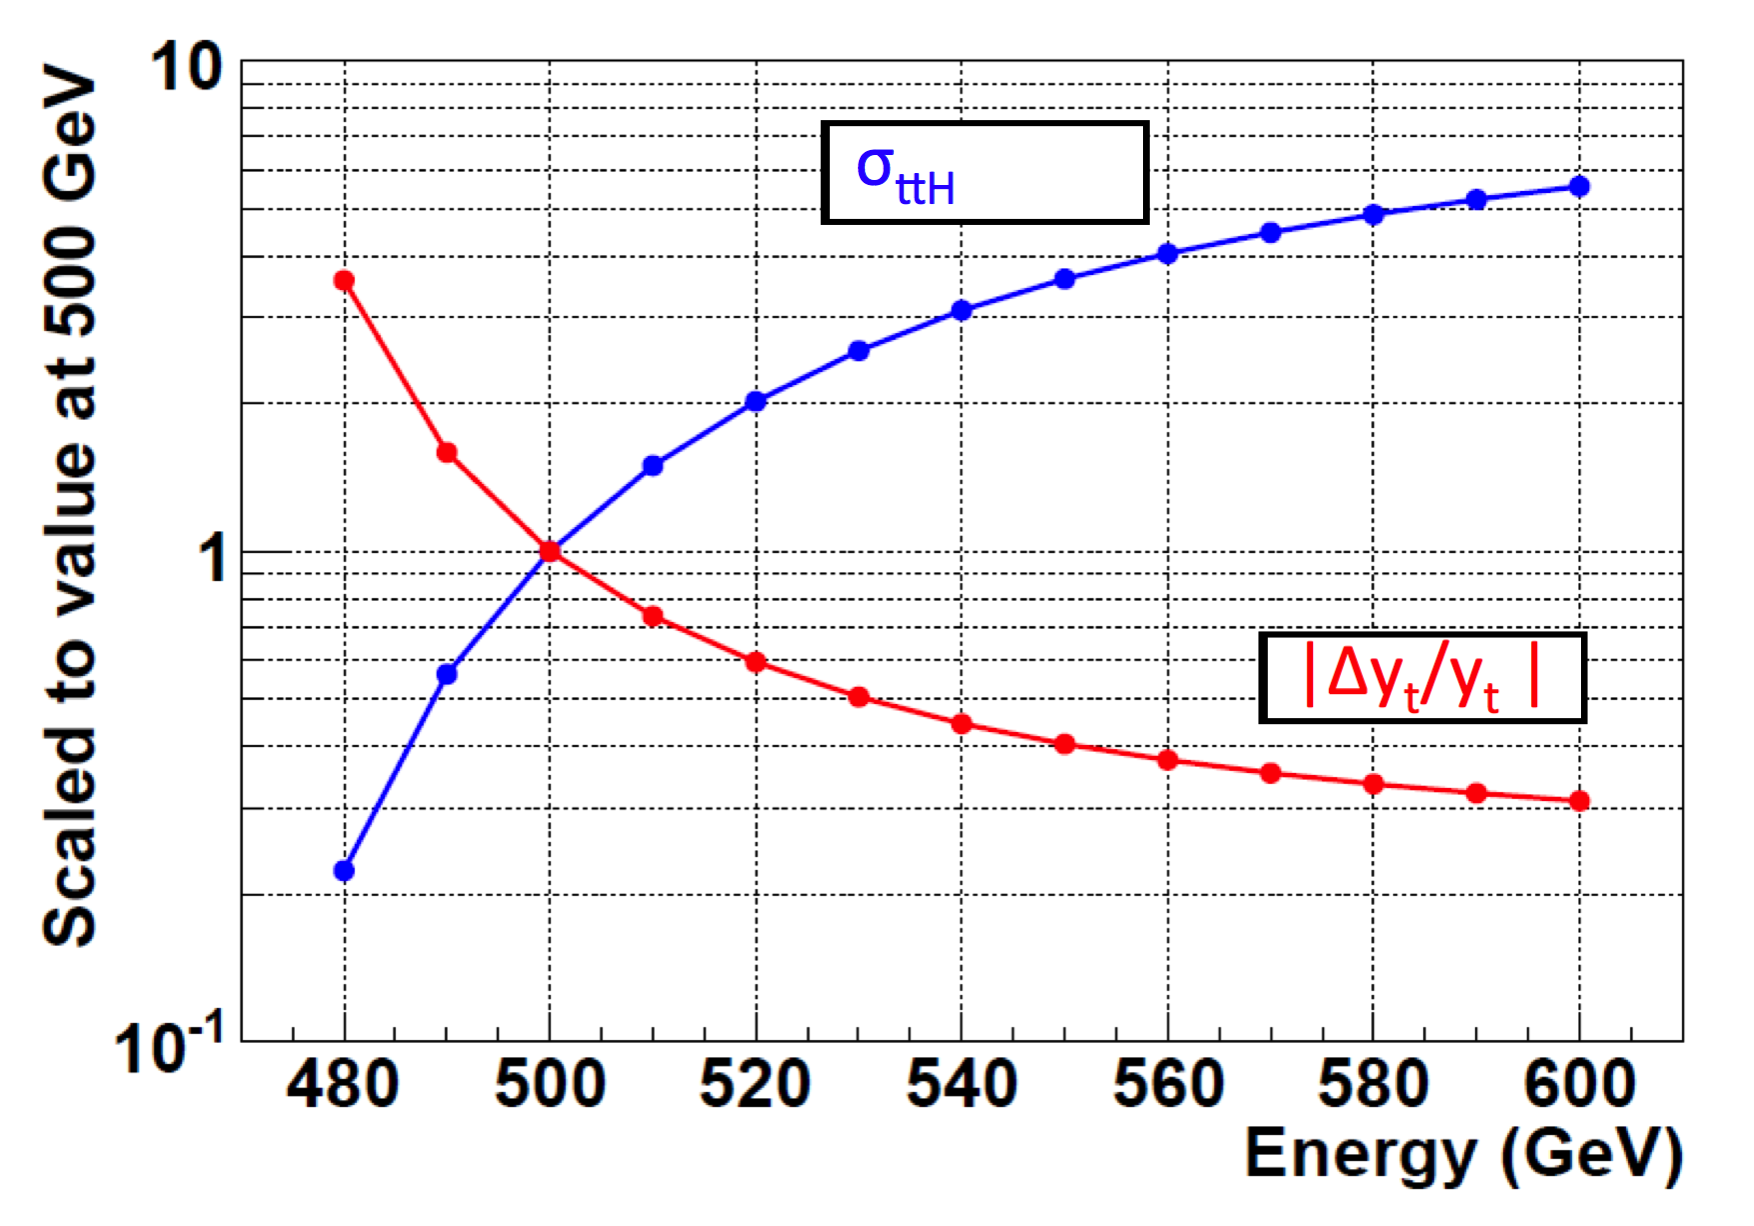 Scaled to value at 500 GeV
10
1
10⁻¹
σttH
|Δyt/yt |
480 500 520 540 560 580 600
Energy (GeV)